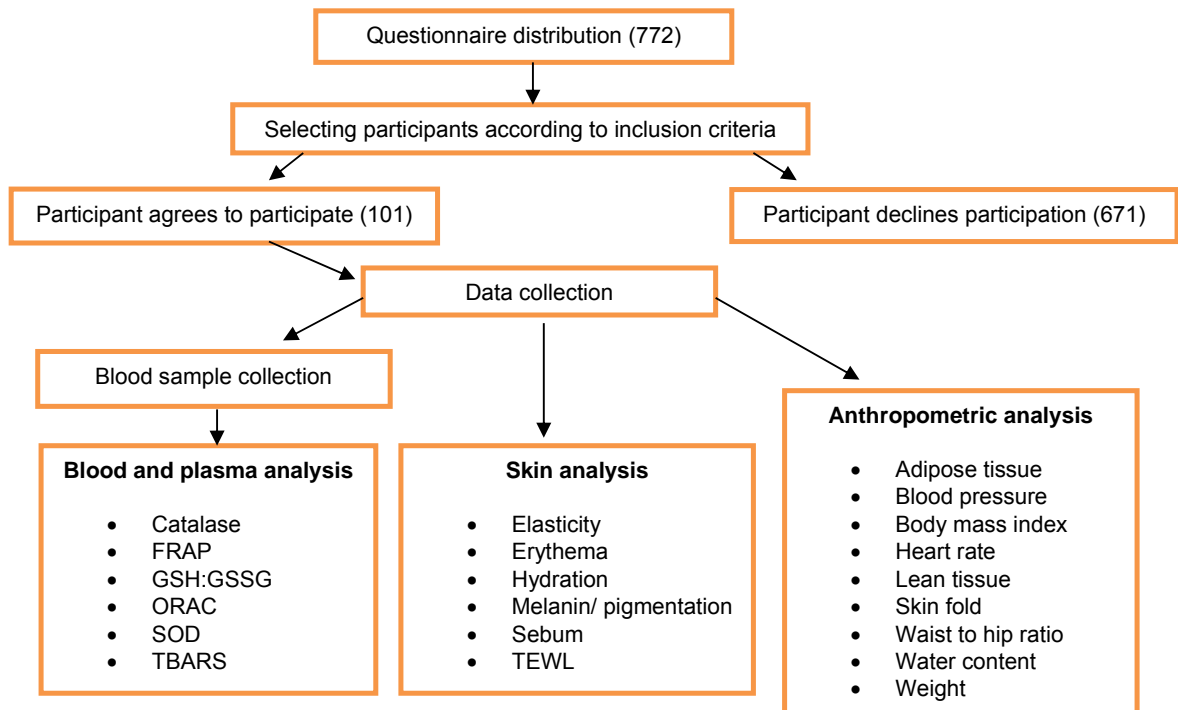 Questionnaire distribution (772)
Selecting participants according to inclusion criteria
Participant agrees to participate (101)
Participant declines participation (671)
Data collection
Blood sample collection
Blood and plasma analysis
• Catalase
• FRAP
• GSH:GSSG
• ORAC
• SOD
• TBARS
Skin analysis
• Elasticity
• Erythema
• Hydration
• Melanin/ pigmentation
• Sebum
• TEWL
Anthropometric analysis
• Adipose tissue
• Blood pressure
• Body mass index
• Heart rate
• Lean tissue
• Skin fold
• Waist to hip ratio
• Water content
• Weight